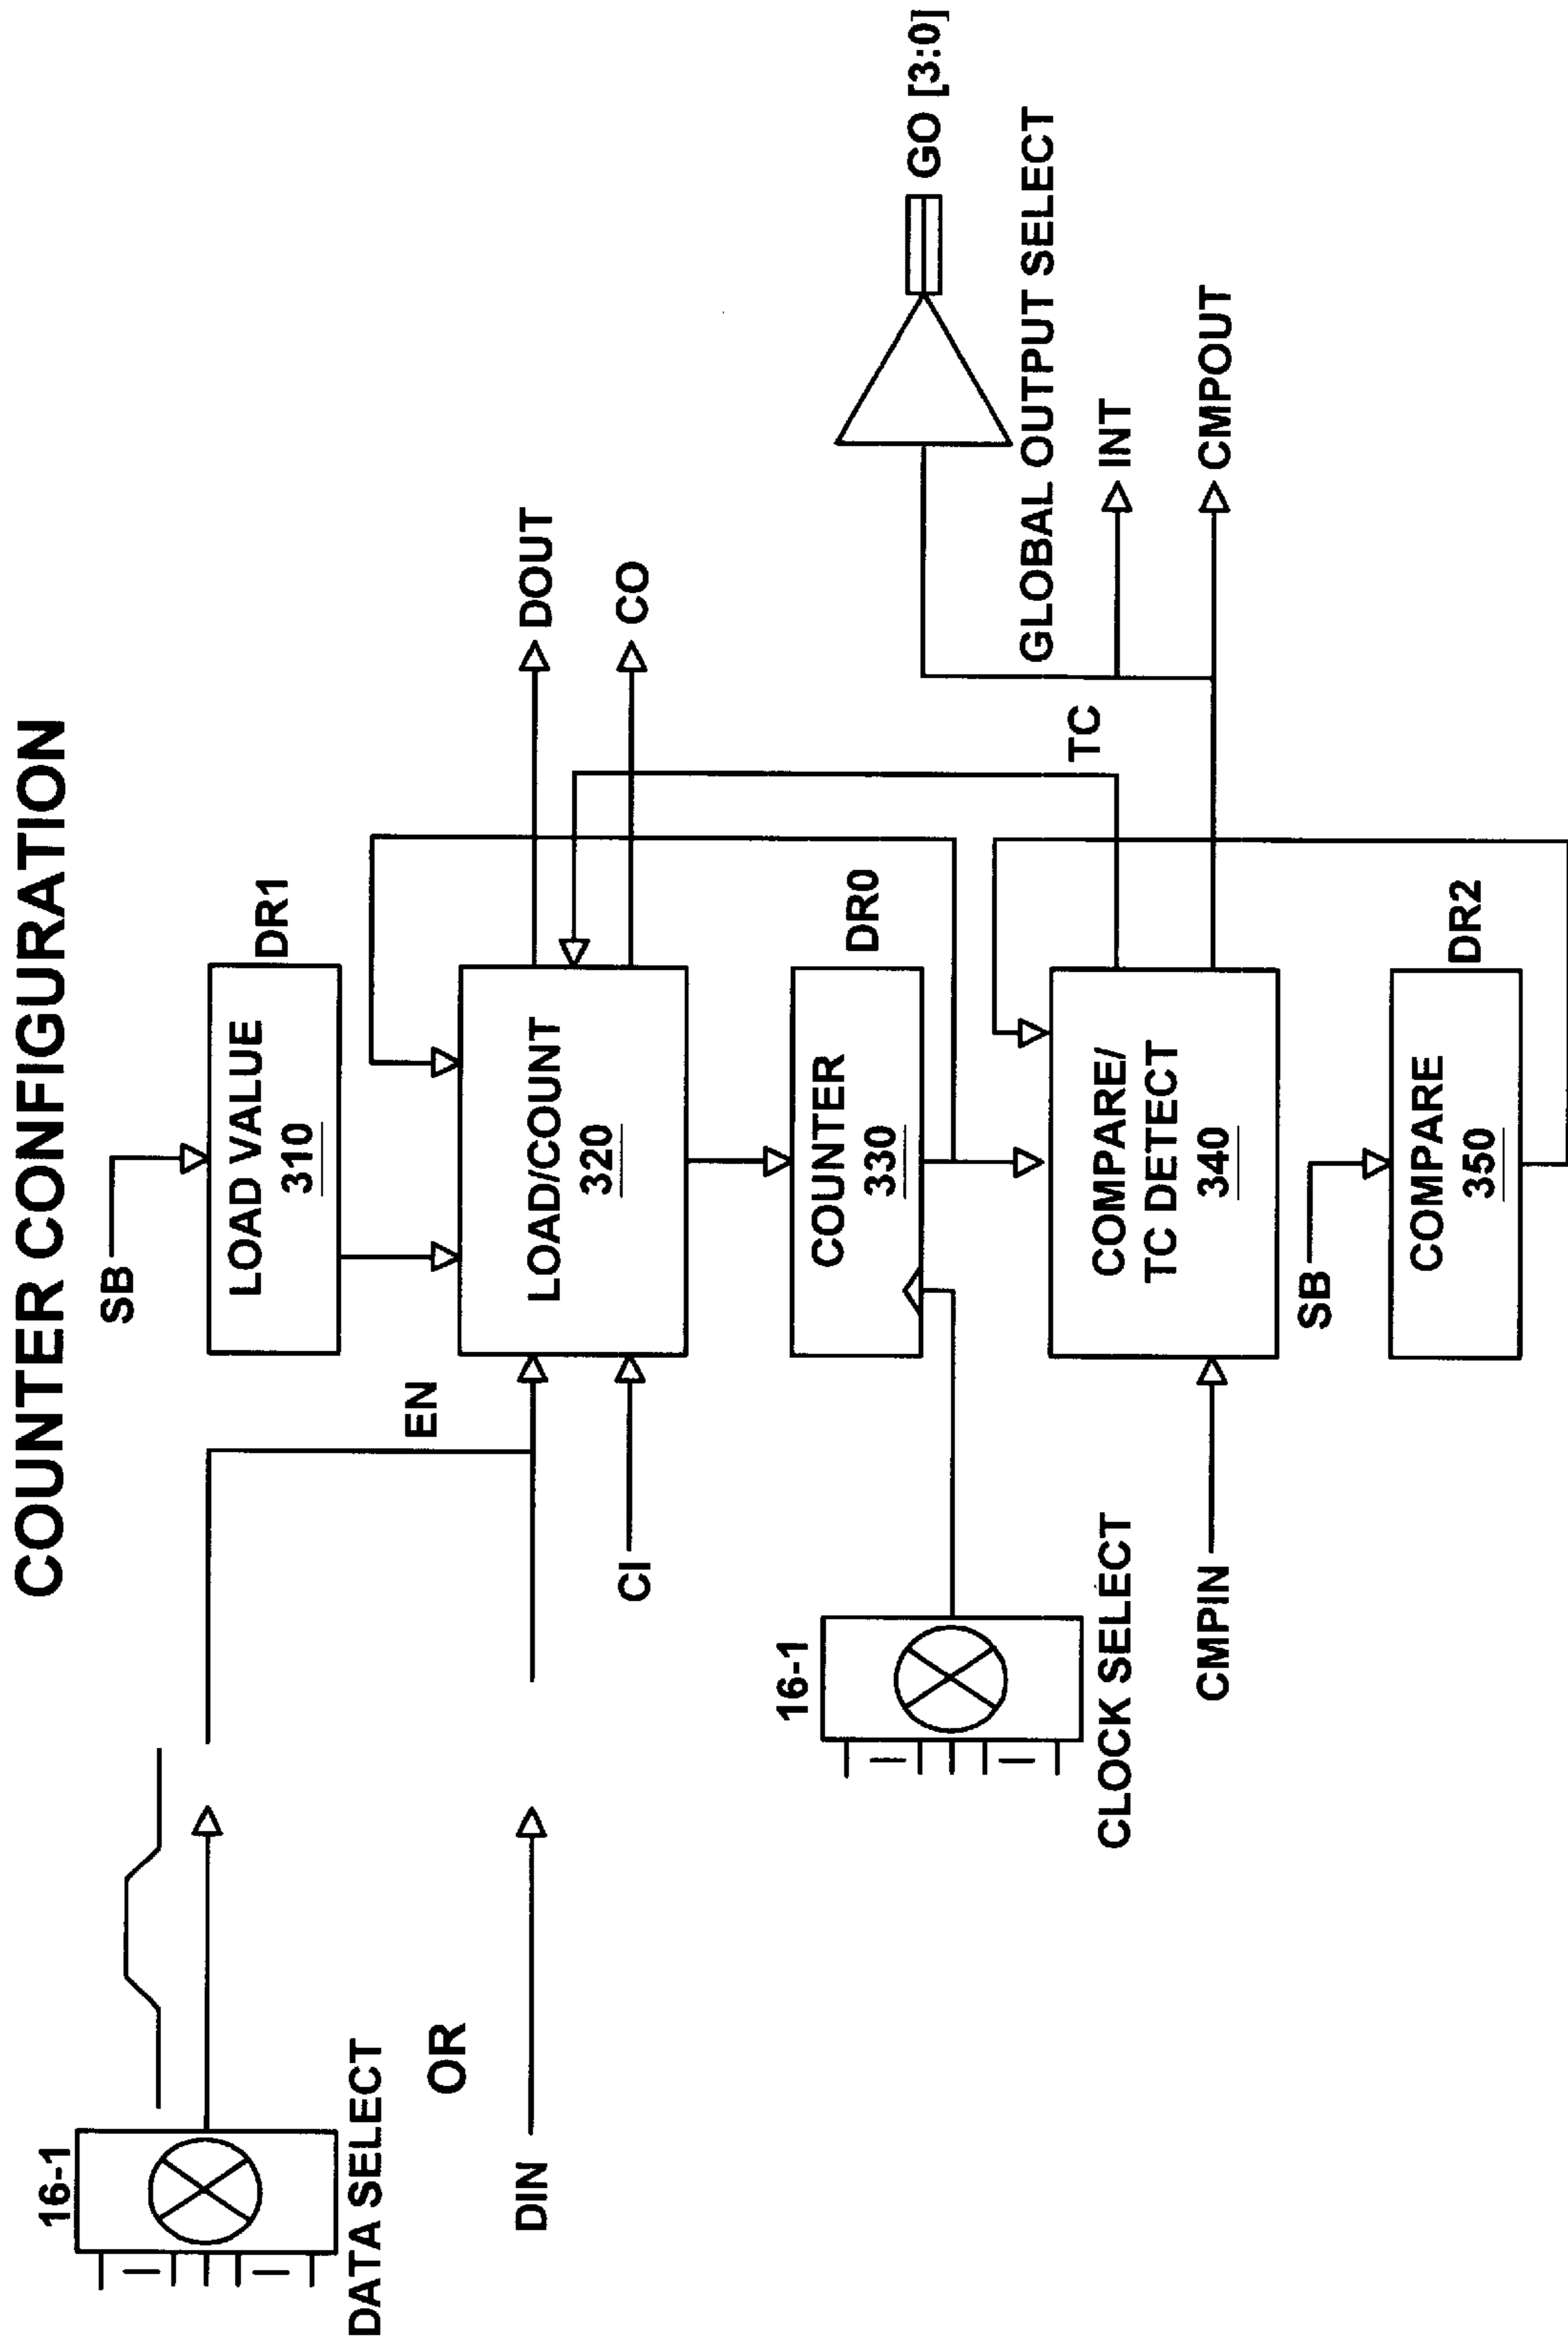 COUNTER CONFIGURATION
16-1
DATA SELECT
OR
DIN
EN
CI
SB
LOAD VALUE
310
DR1
LOAD/COUNT
320
DOUT
CO
COUNTER
330
DR0
16-1
CLOCK SELECT
CMPIN
COMPARE/
TC DETECT
340
TC
GO [3:0]
GLOBAL OUTPUT SELECT
INT
CMPOUT
SB
COMPARE
350
DR2